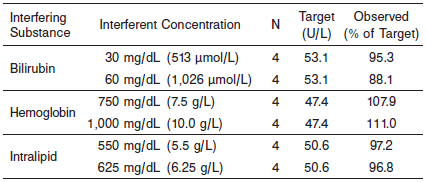 Interfering Substance Interferent Concentration N Target (U/L) Observed (% of Target)
Bilirubin 30 mg/dL (513 µmol/L) 4 53.1 95.3
60 mg/dL (1,026 µmol/L) 4 53.1 88.1
Hemoglobin 750 mg/dL (7.5 g/L) 4 47.4 107.9
1,000 mg/dL (10.0 g/L) 4 47.4 111.0
Intralipid 550 mg/dL (5.5 g/L) 4 50.6 97.2
625 mg/dL (6.25 g/L) 4 50.6 96.8